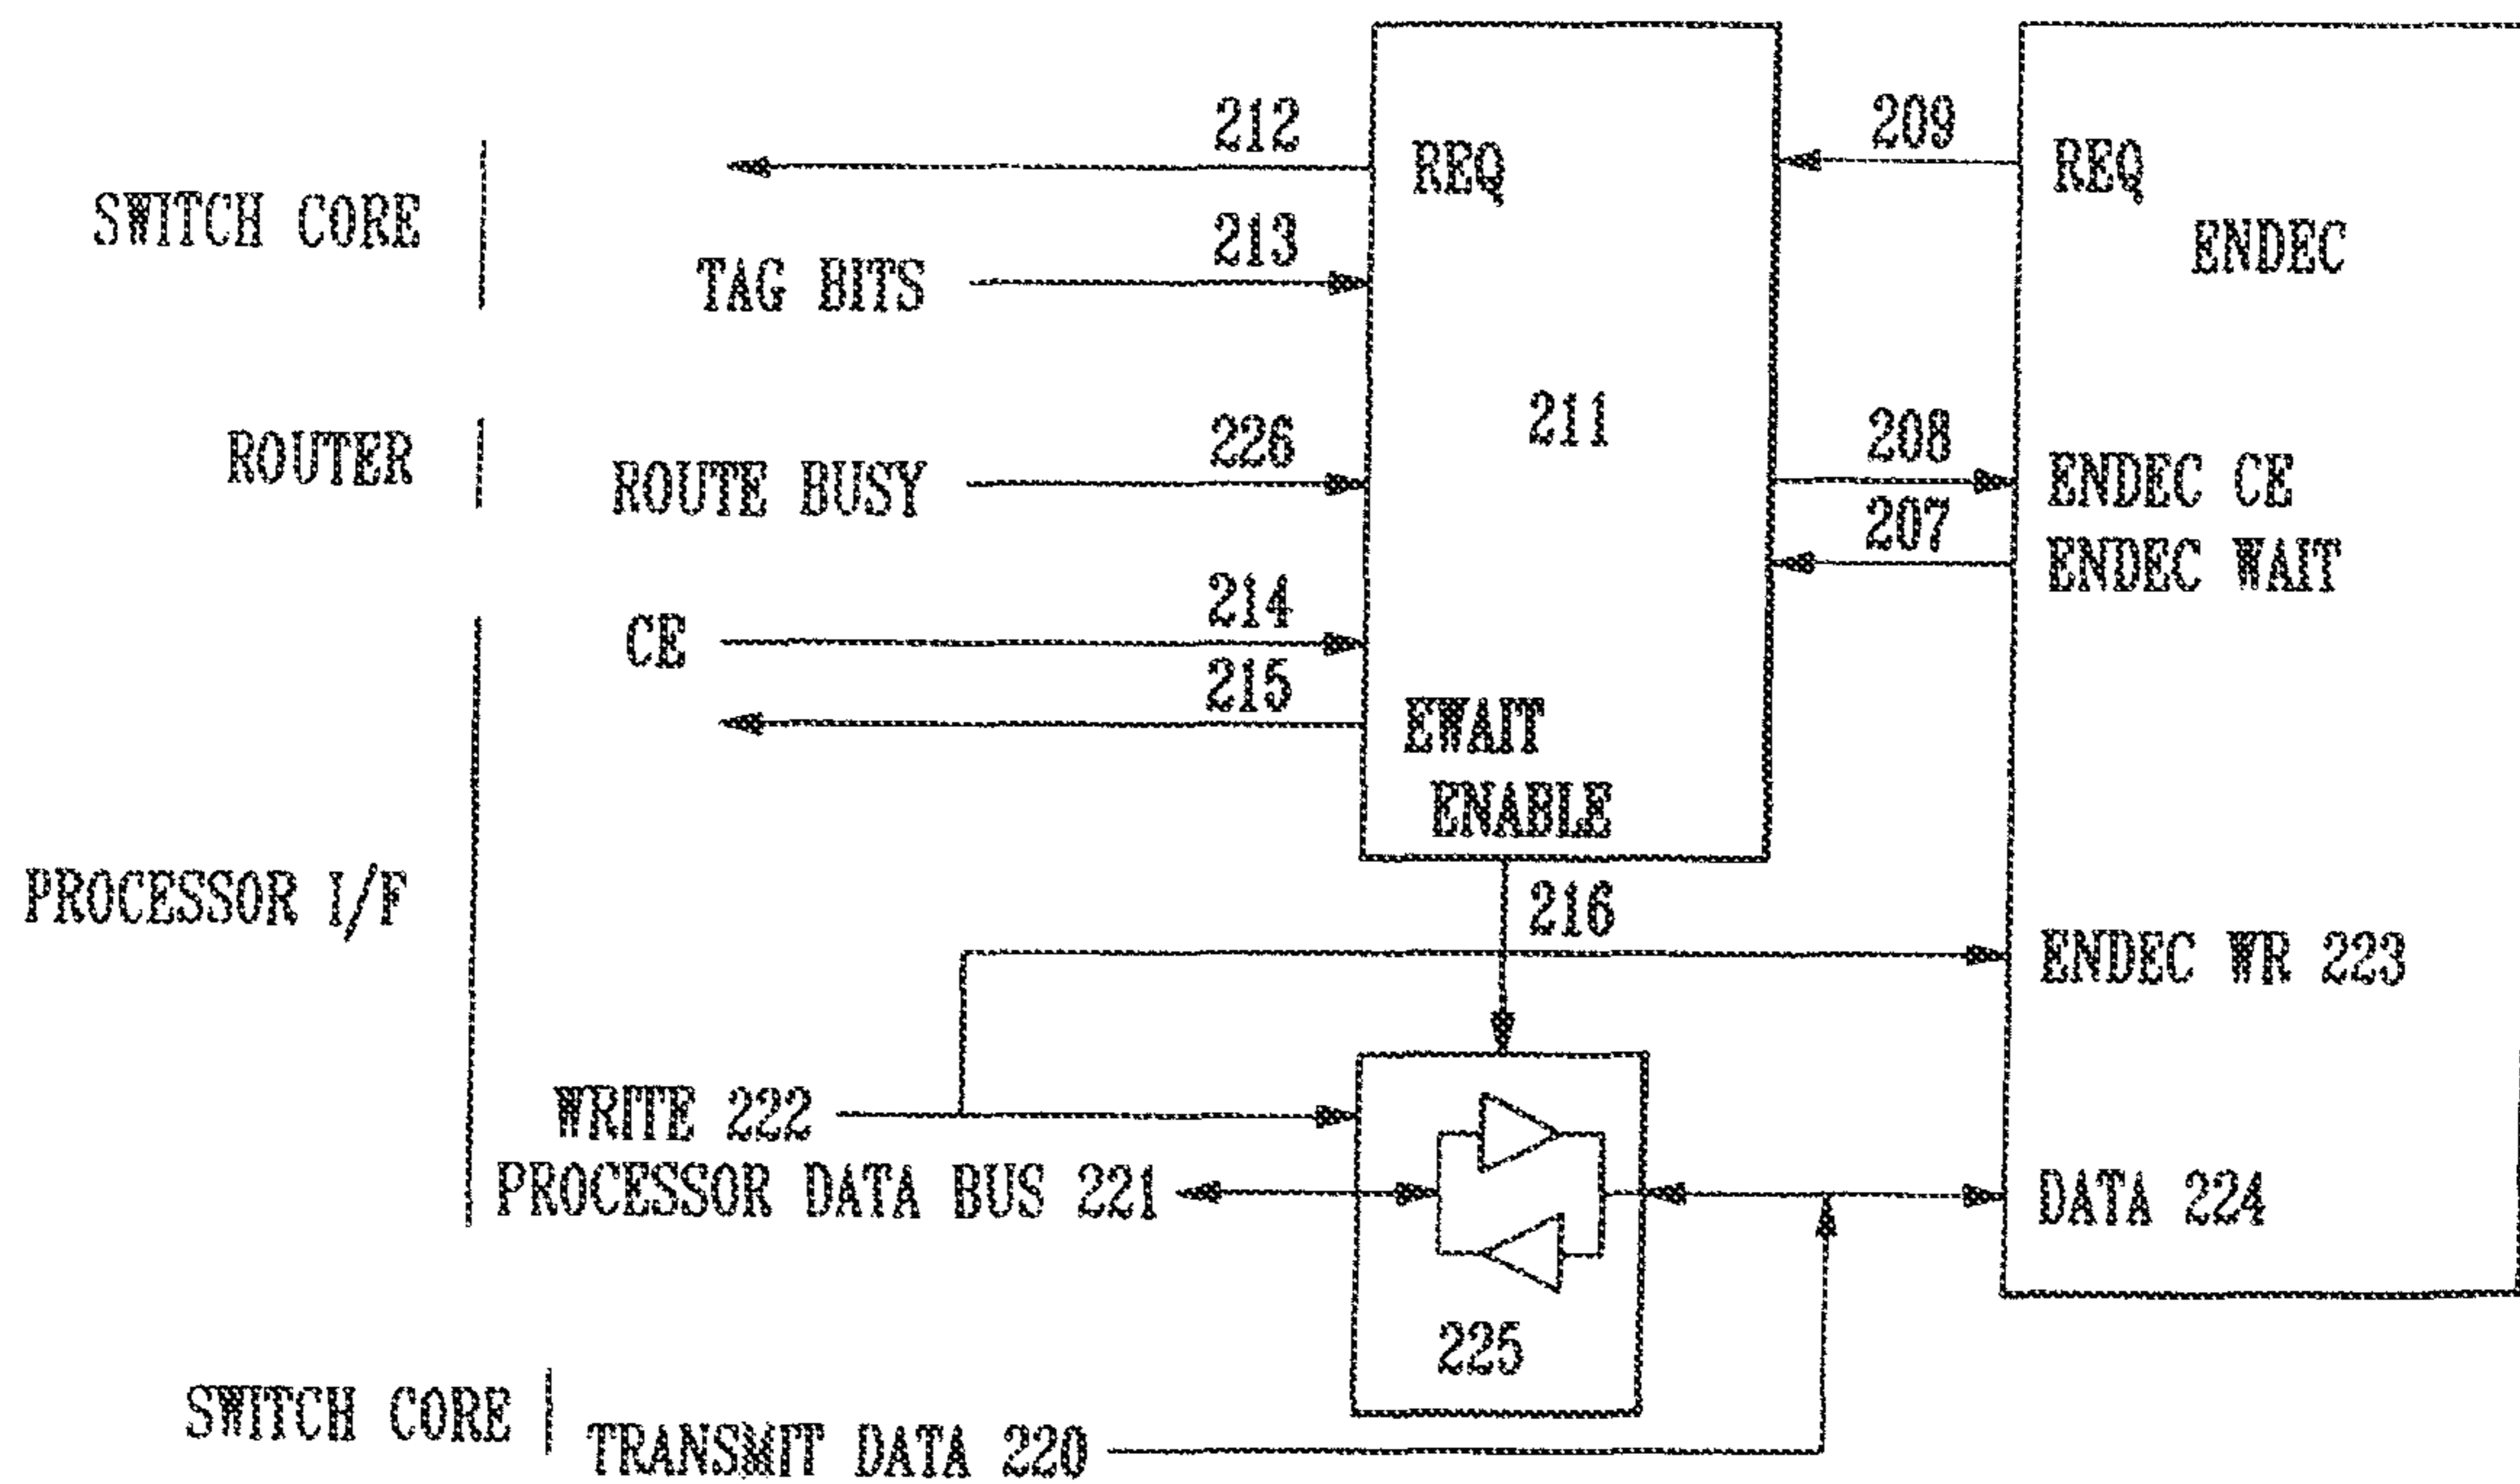 212
209
REQ
REQ
SWITCH CORE
213
ENDEC
TAG BITS
211
226
208
ROUTER
ROUTE BUSY
ENDEC CE
207
ENDEC WAIT
214
CE
215
EWAIT
ENABLE
PROCESSOR I/F
216
ENDEC WR 223
WRITE 222
PROCESSOR DATA BUS 221
DATA 224
225
SWITCH CORE
TRANSMIT DATA 220